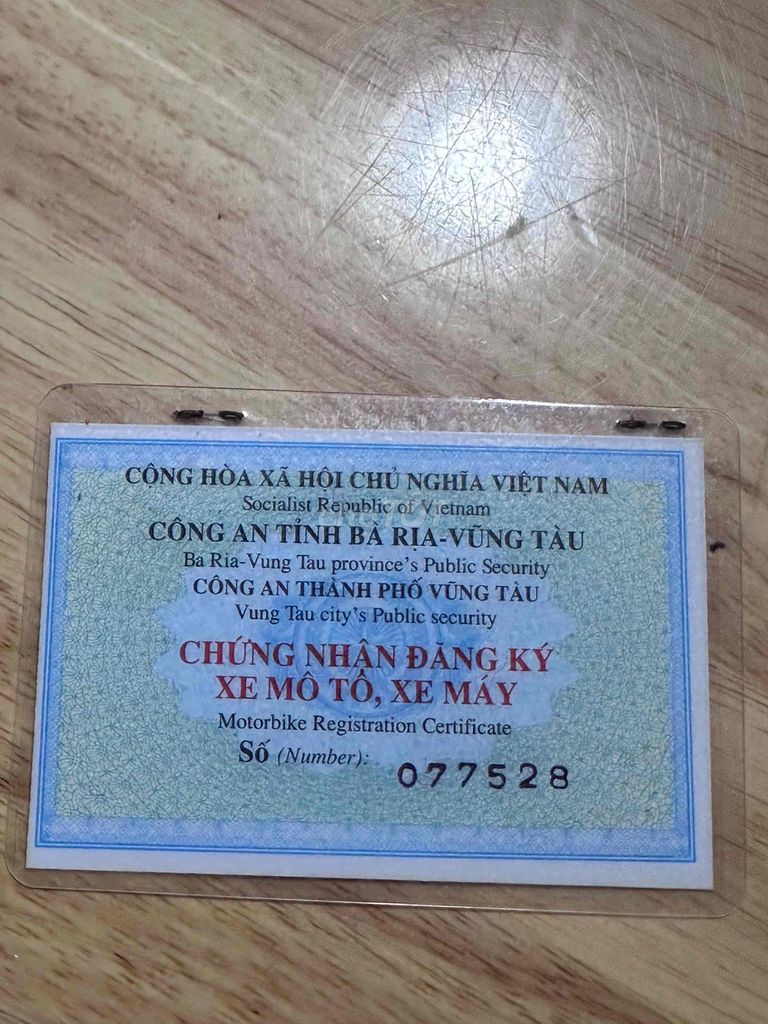 CỘNG HÒA XÃ HỘI CHỦ NGHĨA VIỆT NAM
Socialist Republic of Vietnam
CÔNG AN TỈNH BÀ RỊA-VŨNG TÀU
Ba Ria-Vung Tau province's Public Security
CÔNG AN THÀNH PHỐ VŨNG TÀU
Vung Tau city's Public security
CHỨNG NHẬN ĐĂNG KÝ
XE MÔ TÔ, XE MÁY
Motorbike Registration Certificate
Số (Number): 077528